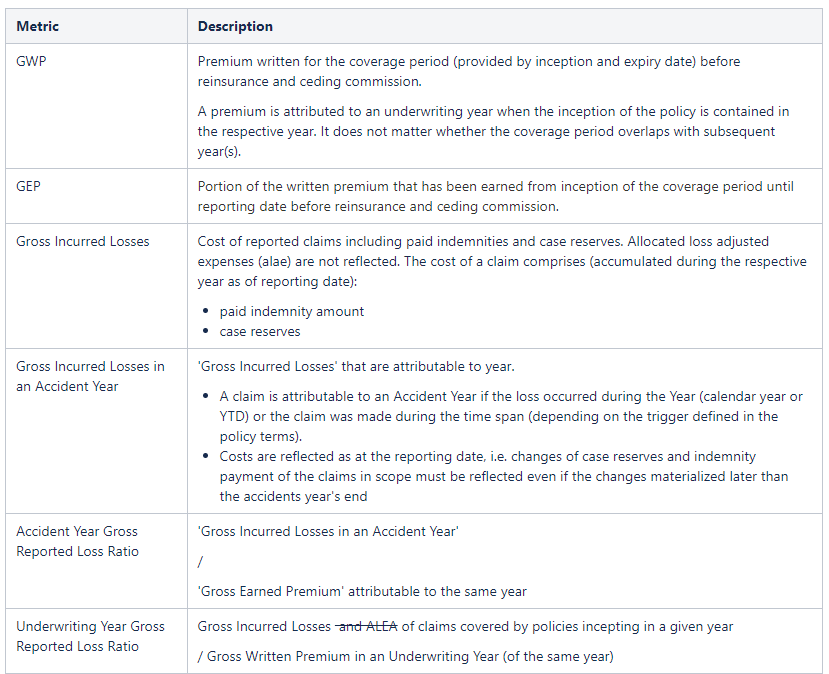 Metric Description
GWP Premium written for the coverage period (provided by inception and expiry date) before
reinsurance and ceding commission.
A premium is attributed to an underwriting year when the inception of the policy is contained in
the respective year. It does not matter whether the coverage period overlaps with subsequent
year(s).
GEP Portion of the written premium that has been earned from inception of the coverage period until
reporting date before reinsurance and ceding commission.
Gross Incurred Losses Cost of reported claims including paid indemnities and case reserves. Allocated loss adjusted
expenses (alae) are not reflected. The cost of a claim comprises (accumulated during the respective
year as of reporting date):
• paid indemnity amount
• case reserves
Gross Incurred Losses in 'Gross Incurred Losses' that are attributable to year.
an Accident Year
• A claim is attributable to an Accident Year if the loss occurred during the Year (calendar year or
YTD) or the claim was made during the time span (depending on the trigger defined in the
policy terms).
• Costs are reflected as at the reporting date, i.e. changes of case reserves and indemnity
payment of the claims in scope must be reflected even if the changes materialized later than
the accidents year's end
Accident Year Gross 'Gross Incurred Losses in an Accident Year'
Reported Loss Ratio
/
'Gross Earned Premium' attributable to the same year
Underwriting Year Gross Gross Incurred Losses and ALEA of claims covered by policies incepting in a given year
Reported Loss Ratio
/ Gross Written Premium in an Underwriting Year (of the same year)